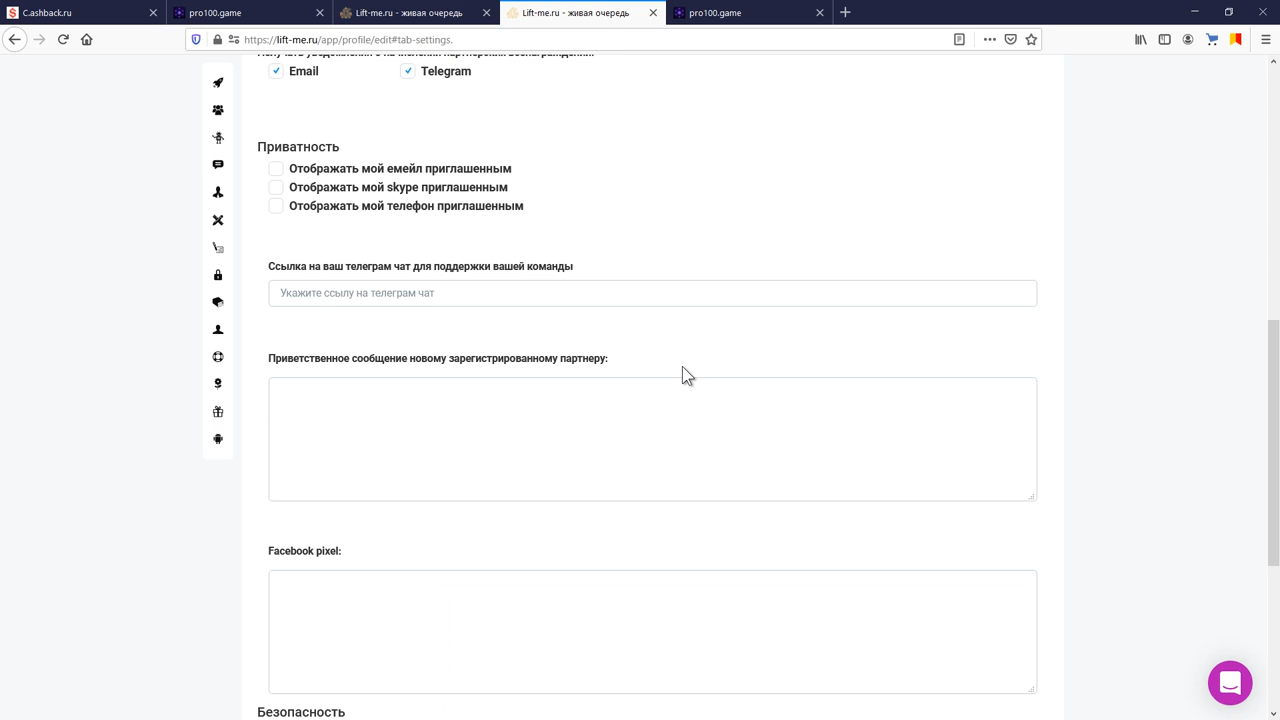 C.ashback.ru
pro100.game
Lift-me.ru - живая очередь
Lift-me.ru - живая очередь
pro100.game
https://lift-me.ru/app/profile/edit#tab-settings.
Email
Telegram
Приватность
Отображать мой емейл приглашенным
Отображать мой skype приглашенным
Отображать мой телефон приглашенным
Ссылка на ваш телеграм чат для поддержки вашей команды
Укажите ссылу на телеграм чат
Приветственное сообщение новому зарегистрированному партнеру:
Facebook pixel:
Безопасность